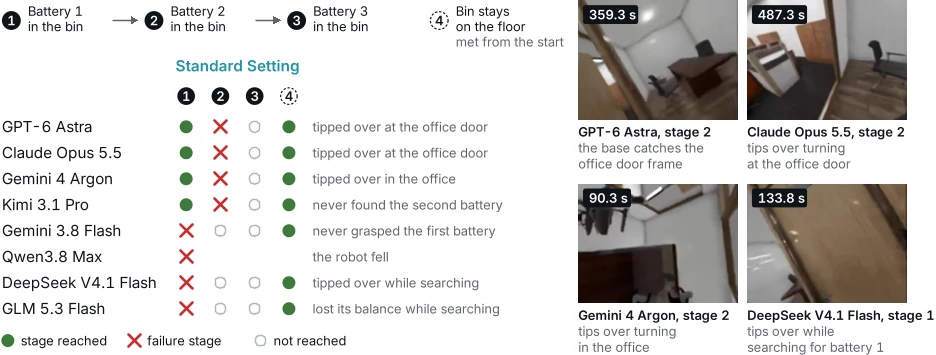 1 Battery 1
in the bin
2 Battery 2
in the bin
3 Battery 3
in the bin
4 Bin stays
on the floor
met from the start
Standard Setting
1 2 3 4
GPT-6 Astra tipped over at the office door
Claude Opus 5.5 tipped over at the office door
Gemini 4 Argon tipped over in the office
Kimi 3.1 Pro never found the second battery
Gemini 3.8 Flash never grasped the first battery
Qwen3.8 Max the robot fell
DeepSeek V4.1 Flash tipped over while searching
GLM 5.3 Flash lost its balance while searching
stage reached failure stage not reached
359.3 s
GPT-6 Astra, stage 2
the base catches the
office door frame
487.3 s
Claude Opus 5.5, stage 2
tips over turning
at the office door
90.3 s
Gemini 4 Argon, stage 2
tips over turning
in the office
133.8 s
DeepSeek V4.1 Flash, stage 1
tips over while
searching for battery 1